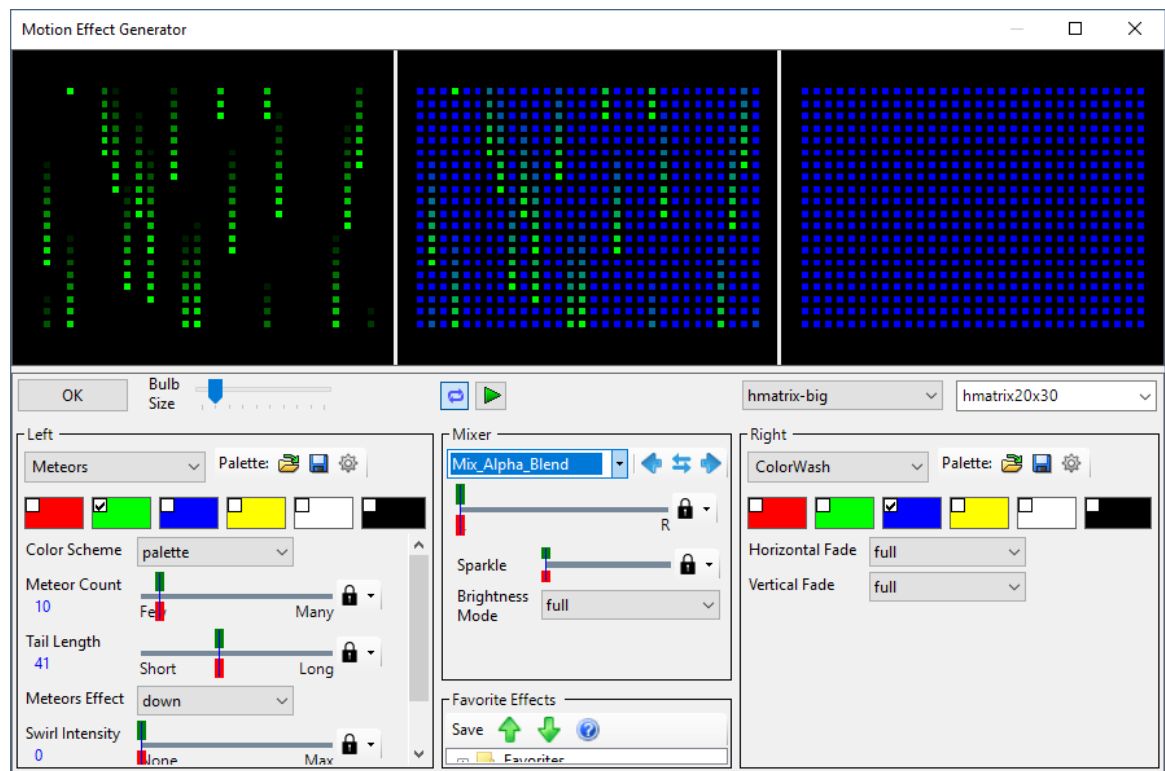 Motion Effect Generator
OK
Bulb
Size
hmatrix-big
hmatrix20x30
Left
Meteors
Palette:
Color Scheme
palette
Meteor Count
10
Few
Many
Tail Length
41
Short
Long
Meteors Effect
down
Swirl Intensity
0
None
Max
Mixer
Mix_Alpha_Blend
R
Sparkle
Brightness
Mode
full
Favorite Effects
Save
Favorites
Right
ColorWash
Palette:
Horizontal Fade
full
Vertical Fade
full